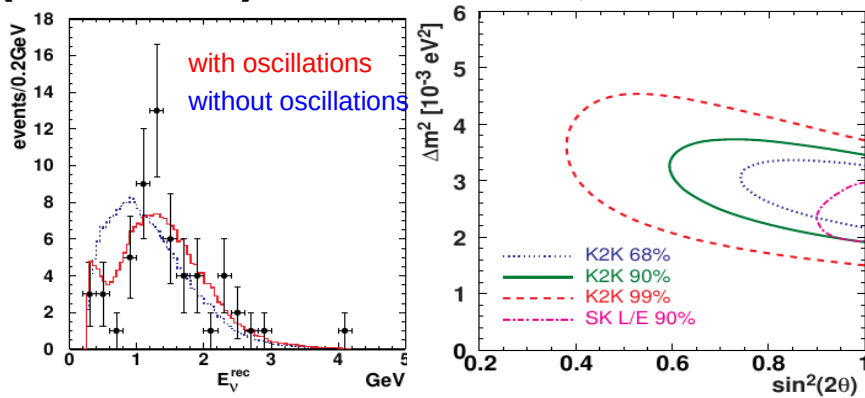 18
16
14
12
10
8
6
4
2
0
events/0.2GeV
with oscillations
without oscillations
0
1
2
3
4
5
E_ν^rec
GeV
6
5
4
3
2
1
0
Δm² [10⁻³ eV²]
K2K 68%
K2K 90%
K2K 99%
SK L/E 90%
0.2
0.4
0.6
0.8
1
sin²(2θ)